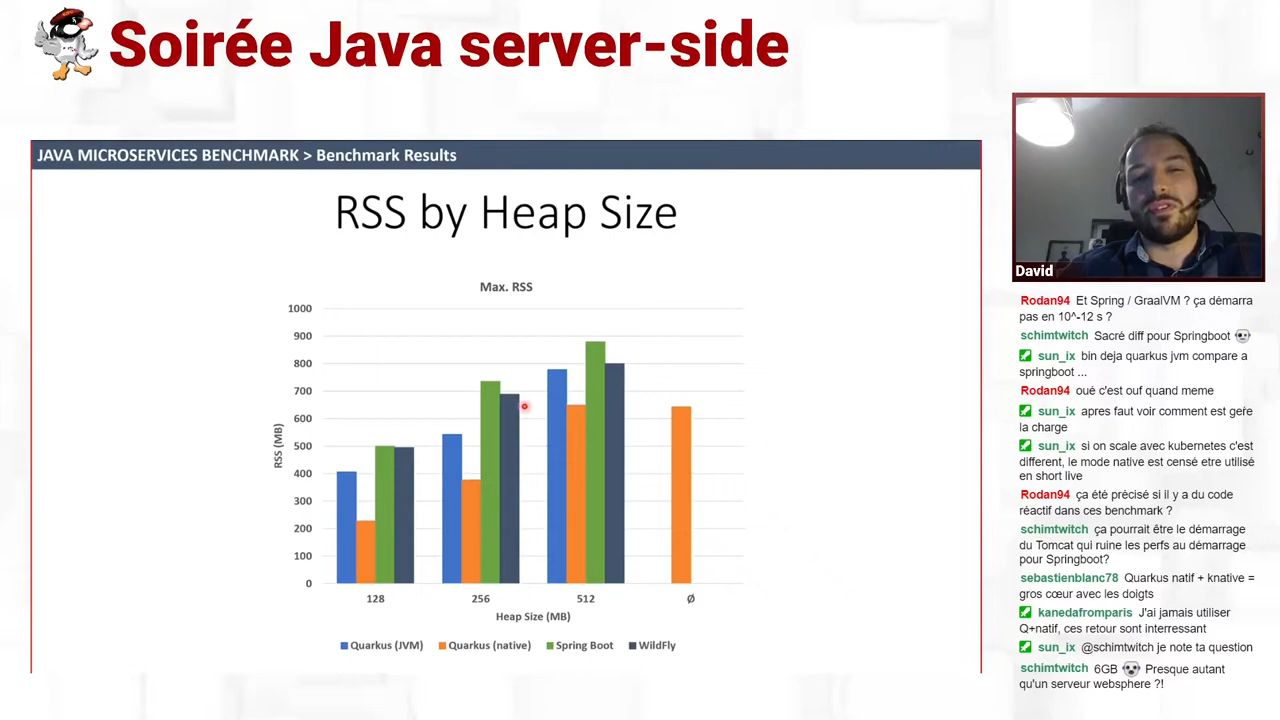 Soirée Java server-side
JAVA MICROSERVICES BENCHMARK > Benchmark Results
RSS by Heap Size
Max. RSS
1000
900
800
700
600
500
400
300
200
100
0
RSS (MB)
128
256
512
Ø
Heap Size (MB)
Quarkus (JVM)
Quarkus (native)
Spring Boot
WildFly
David
Rodan94 Et Spring / GraalVM ? ça démarra
pas en 10^-12 s ?
schimtwitch Sacré diff pour Springboot
sun_ix bin deja quarkus jvm compare a
springboot ...
Rodan94 oué c'est ouf quand meme
sun_ix apres faut voir comment est geŕe
la charge
sun_ix si on scale avec kubernetes c'est
different, le mode native est censé etre utilisé
en short live
Rodan94 ça été précisé si il y a du code
réactif dans ces benchmark ?
schimtwitch ça pourrait être le démarrage
du Tomcat qui ruine les perfs au démarrage
pour Springboot?
sebastienblanc78 Quarkus natif + knative =
gros cœur avec les doigts
kanedafromparis J'ai jamais utiliser
Q+natif, ces retour sont interressant
sun_ix @schimtwitch je note ta question
schimtwitch 6GB Presque autant
qu'un serveur websphere ?!